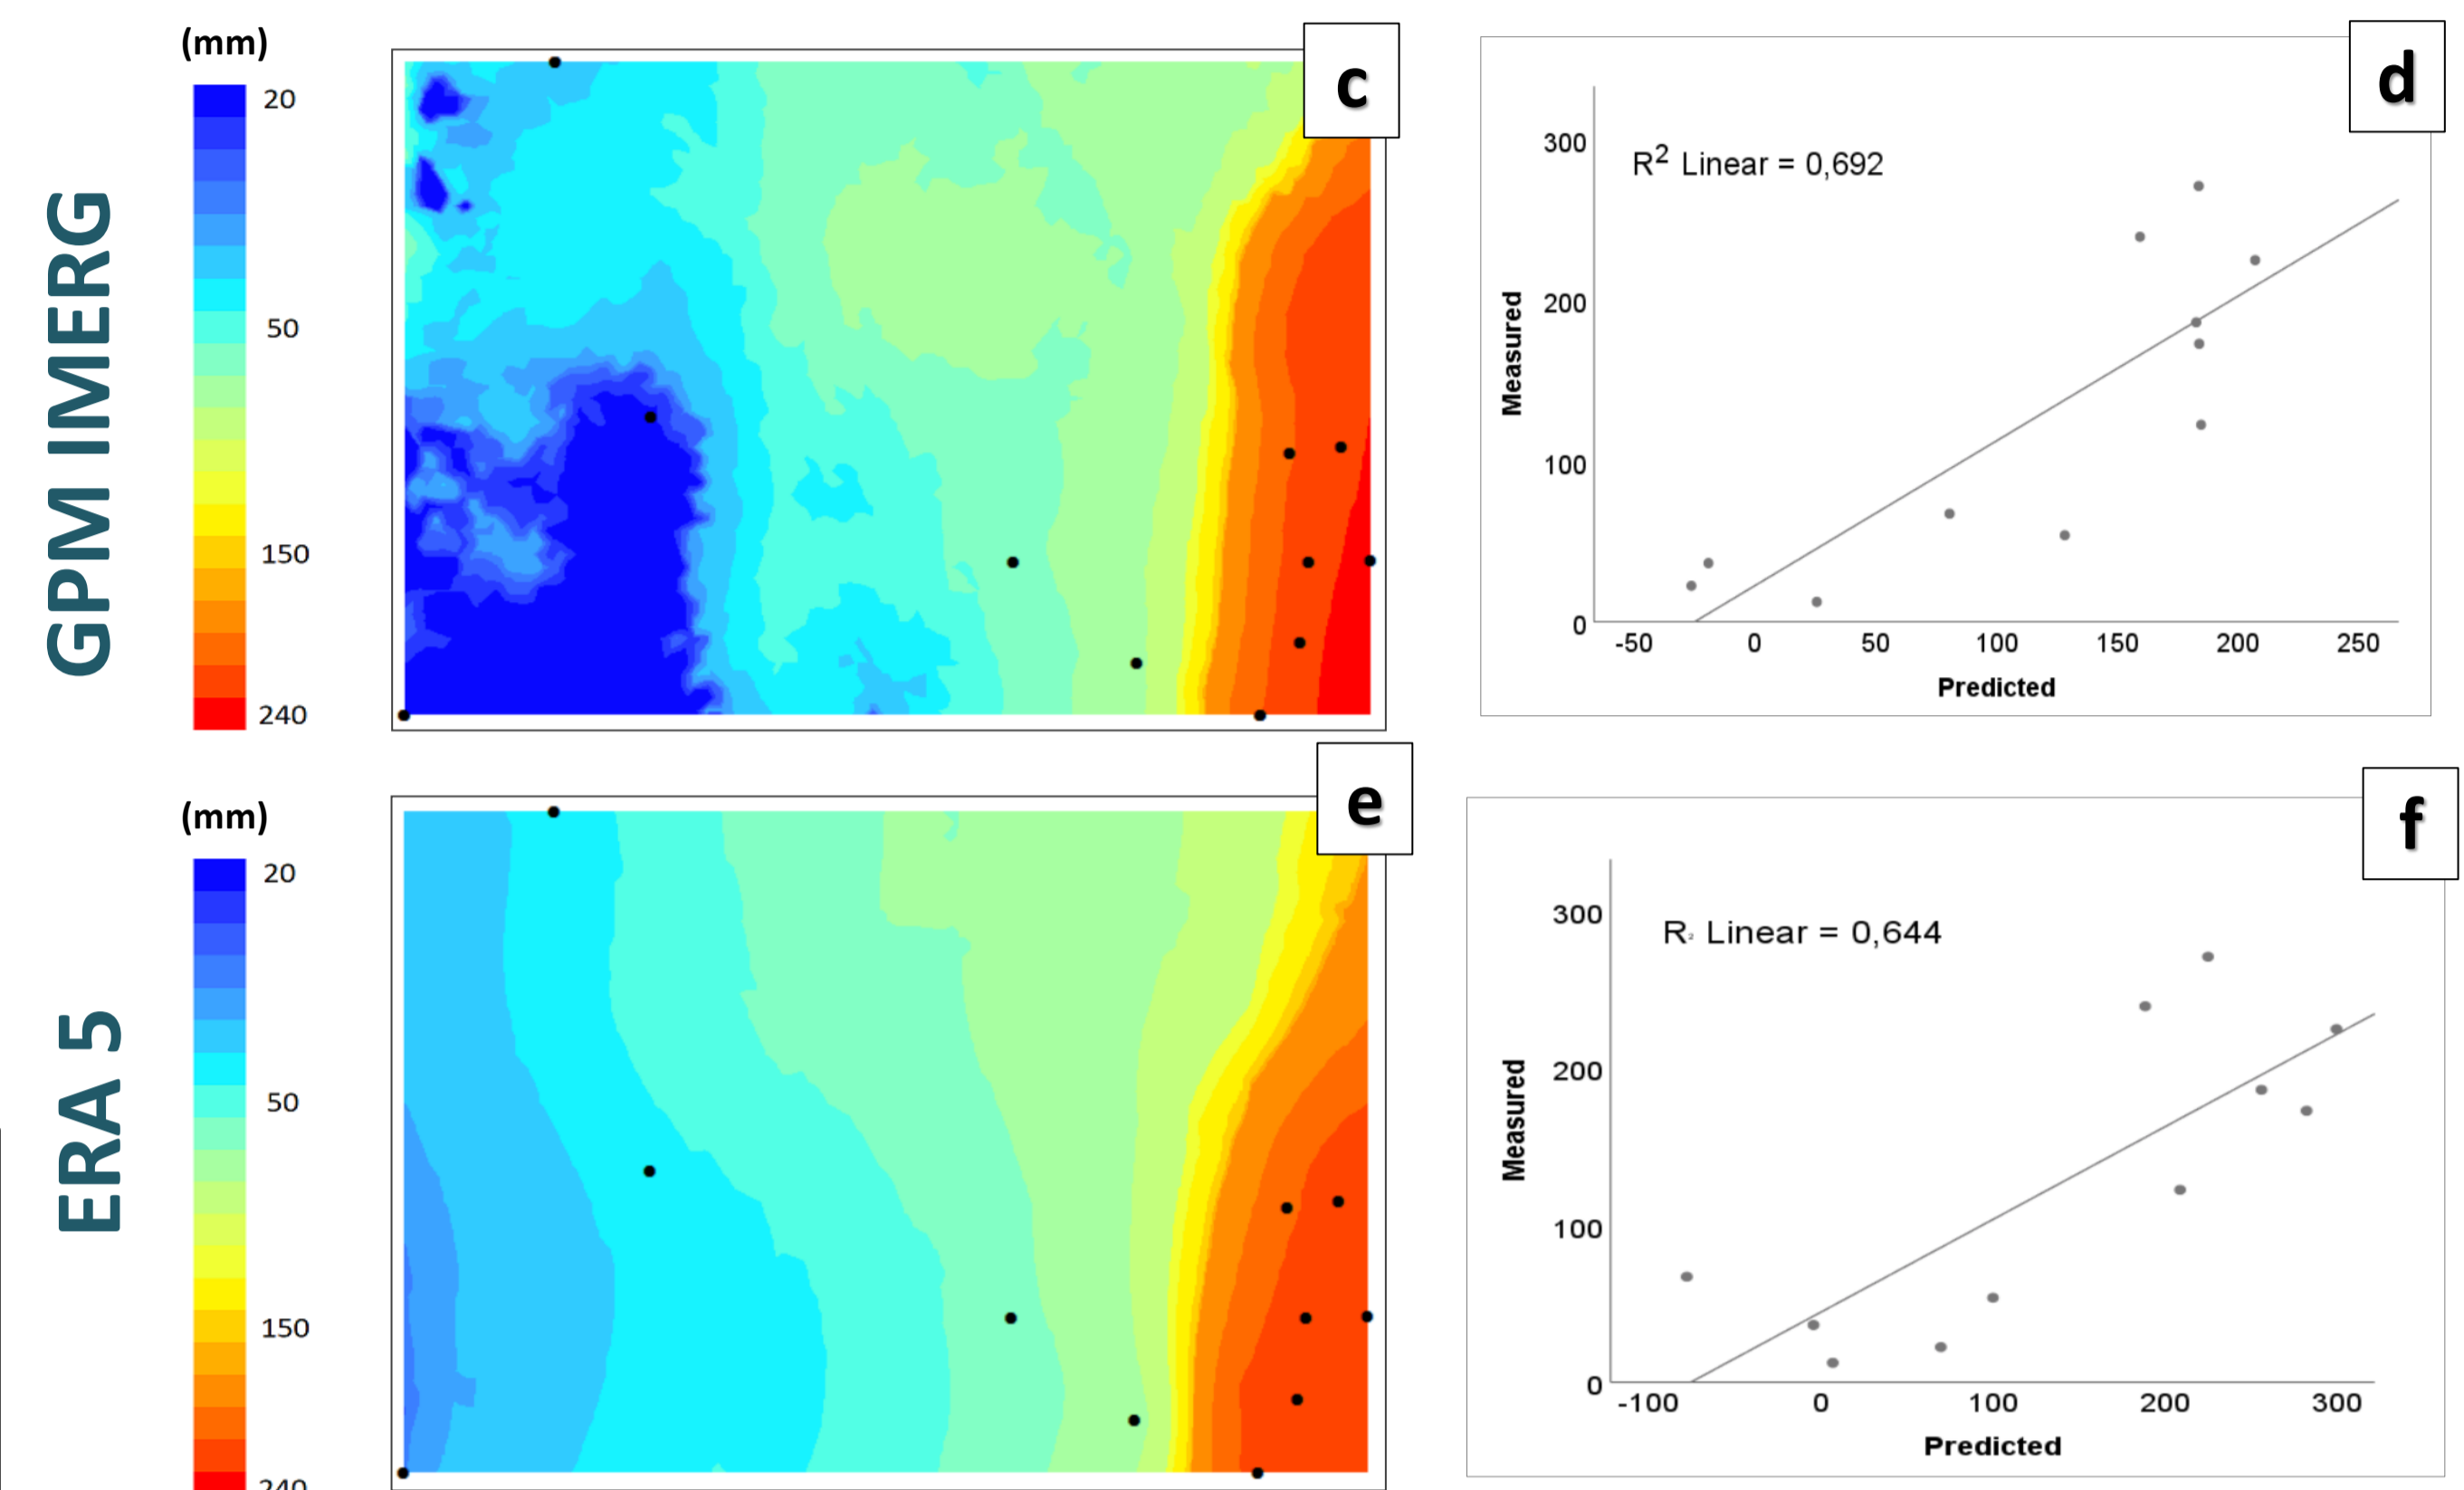 GPM IMERG
(mm)
20
50
150
240
c
d
R² Linear = 0,692
300
200
100
0
Measured
-50 0 50 100 150 200 250
Predicted
ERA 5
(mm)
20
50
150
240
e
f
R² Linear = 0,644
300
200
100
0
Measured
-100 0 100 200 300
Predicted